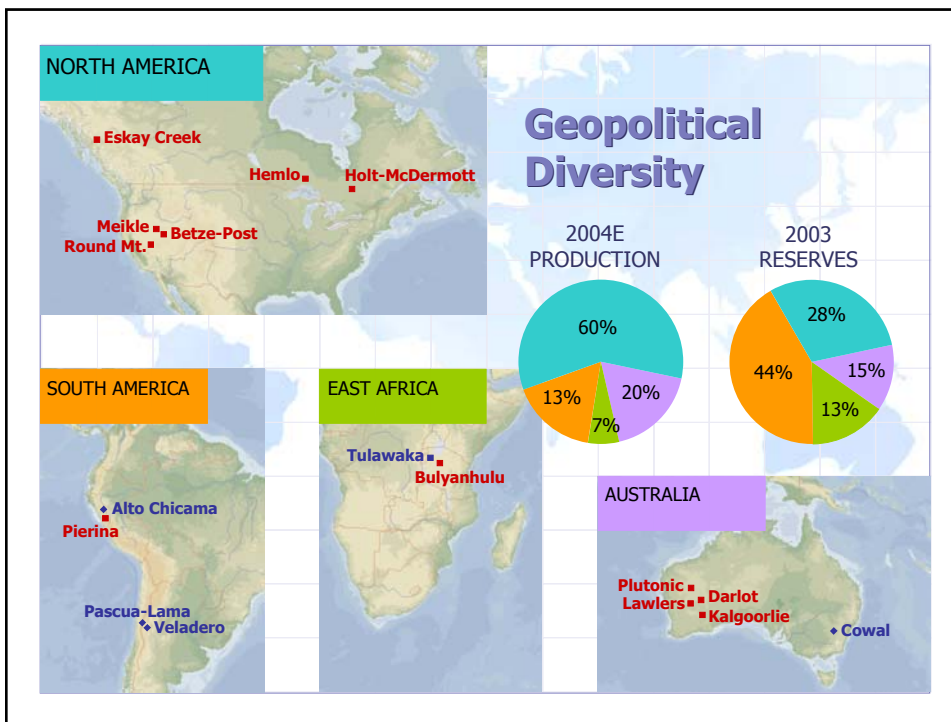 NORTH AMERICA
Geopolitical
Diversity
Eskay Creek
Hemlo
Holt-McDermott
Meikle
Betze-Post
Round Mt.
2004E
PRODUCTION
60%
13%
7%
20%
2003
RESERVES
28%
44%
15%
13%
SOUTH AMERICA
Alto Chicama
Pierina
Pascua-Lama
Veladero
EAST AFRICA
Tulawaka
Bulyanhulu
AUSTRALIA
Plutonic
Darlot
Lawlers
Kalgoorlie
Cowal